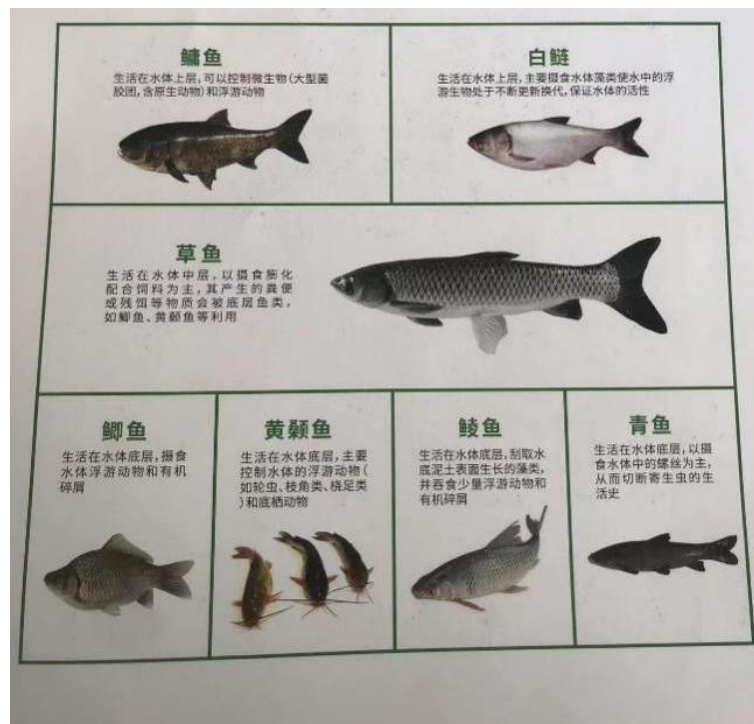 鳙鱼
生活在水体上层，可以控制微生物（大型菌
胶团，含原生动物）和浮游动物
白鲢
生活在水体上层，主要摄食水体藻类使水中的浮
游生物处于不断更新换代，保证水体的活性
草鱼
生活在水体中层，以摄食膨化
配合饲料为主，其产生的粪便
或残饵等物质会被底层鱼类，
如鲫鱼、黄颡鱼等利用
鲫鱼
生活在水体底层，摄食
水体浮游动物和有机
碎屑
黄颡鱼
生活在水体底层，主要
控制水体的浮游动物（
如轮虫、枝角类、桡足类
）和底栖动物
鲮鱼
生活在水体底层，刮取水
底泥土表面生长的藻类，
并吞食少量浮游动物和
有机碎屑
青鱼
生活在水体底层，以摄
食水体中的螺丝为主，
从而切断寄生虫的生
活史